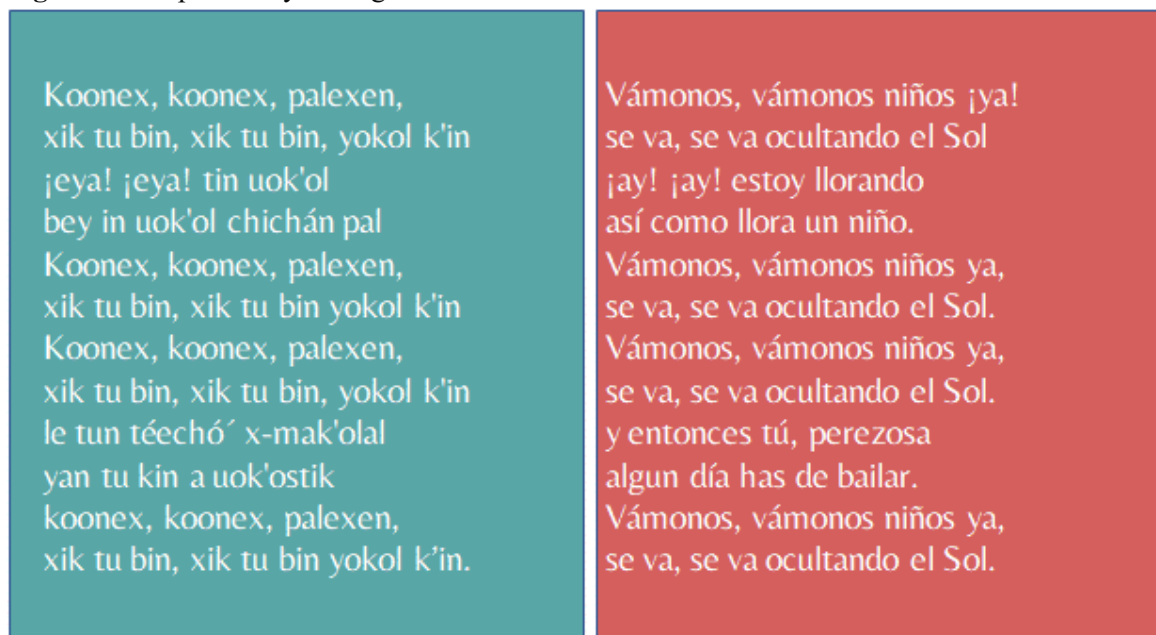 Koonex, koonex, palexen,
xik tu bin, xik tu bin, yokol k'in
¡eya! ¡eya! tin uok'ol
bey in uok'ol chichán pal
Koonex, koonex, palexen,
xik tu bin, xik tu bin yokol k'in
Koonex, koonex, palexen,
xik tu bin, xik tu bin, yokol k'in
le tun téechó´ x-mak'olal
yan tu kin a uok'ostik
koonex, koonex, palexen,
xik tu bin, xik tu bin yokol k’in.
Vámonos, vámonos niños ¡ya!
se va, se va ocultando el Sol
¡ay! ¡ay! estoy llorando
así como llora un niño.
Vámonos, vámonos niños ya,
se va, se va ocultando el Sol.
Vámonos, vámonos niños ya,
se va, se va ocultando el Sol.
y entonces tú, perezosa
algun día has de bailar.
Vámonos, vámonos niños ya,
se va, se va ocultando el Sol.